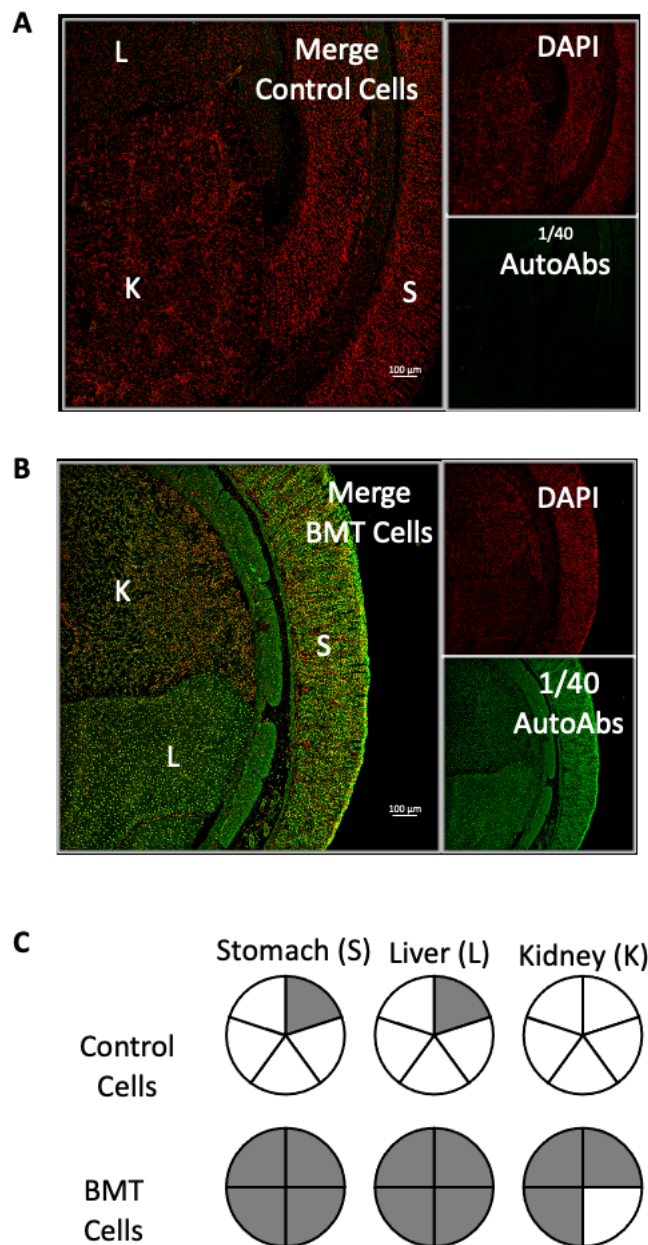 A
L
Merge
Control Cells
K
S
100 µm
DAPI
1/40
AutoAbs
B
Merge
BMT Cells
K
S
L
100 µm
DAPI
1/40
AutoAbs
C
Stomach (S) Liver (L) Kidney (K)
Control
Cells
BMT
Cells